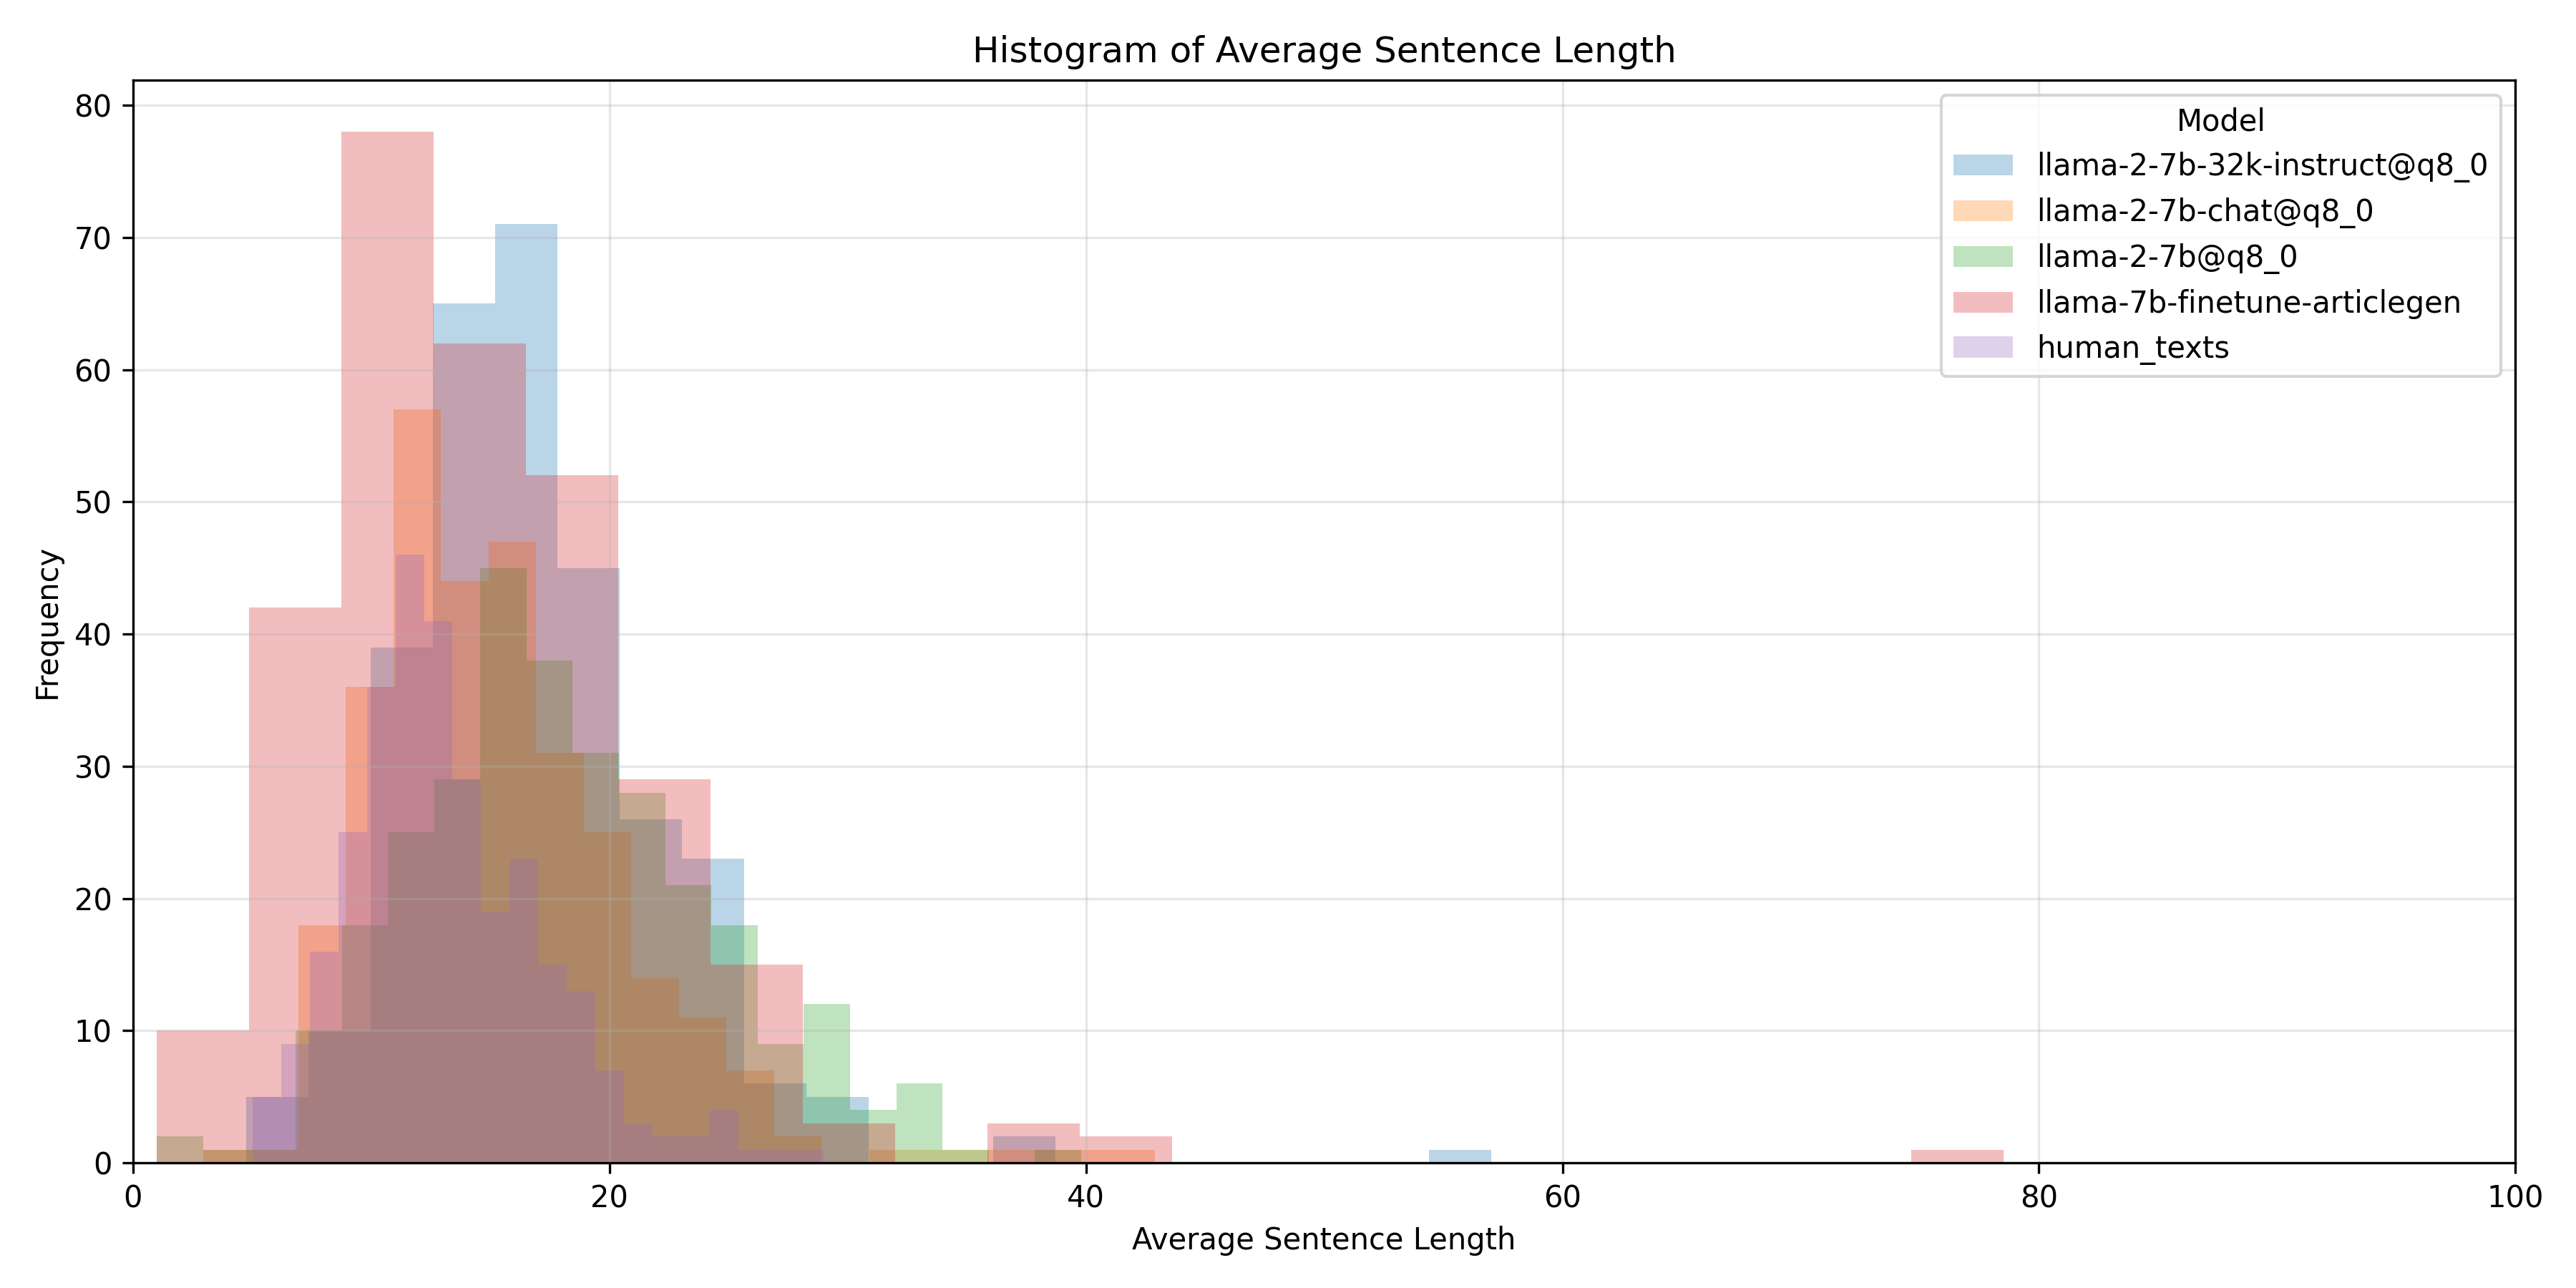 Histogram of Average Sentence Length
Model
llama-2-7b-32k-instruct@q8_0
llama-2-7b-chat@q8_0
llama-2-7b@q8_0
llama-7b-finetune-articlegen
human_texts
Frequency
80
70
60
50
40
30
20
10
0
0 20 40 60 80 100
Average Sentence Length